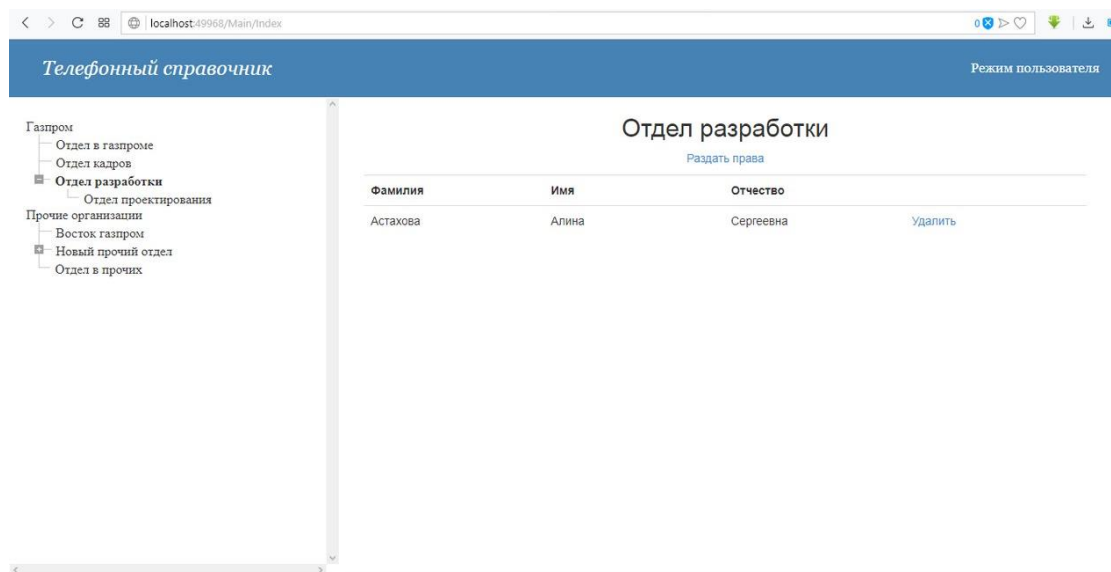 localhost:49968/Main/Index
0
Телефонный справочник
Режим пользователя
Газпром
Отдел в газпроме
Отдел кадров
Отдел разработки
Отдел проектирования
Прочие организации
Восток газпром
Новый прочий отдел
Отдел в прочих
Отдел разработки
Раздать права
Фамилия Имя Отчество
Астахова Алина Сергеевна Удалить